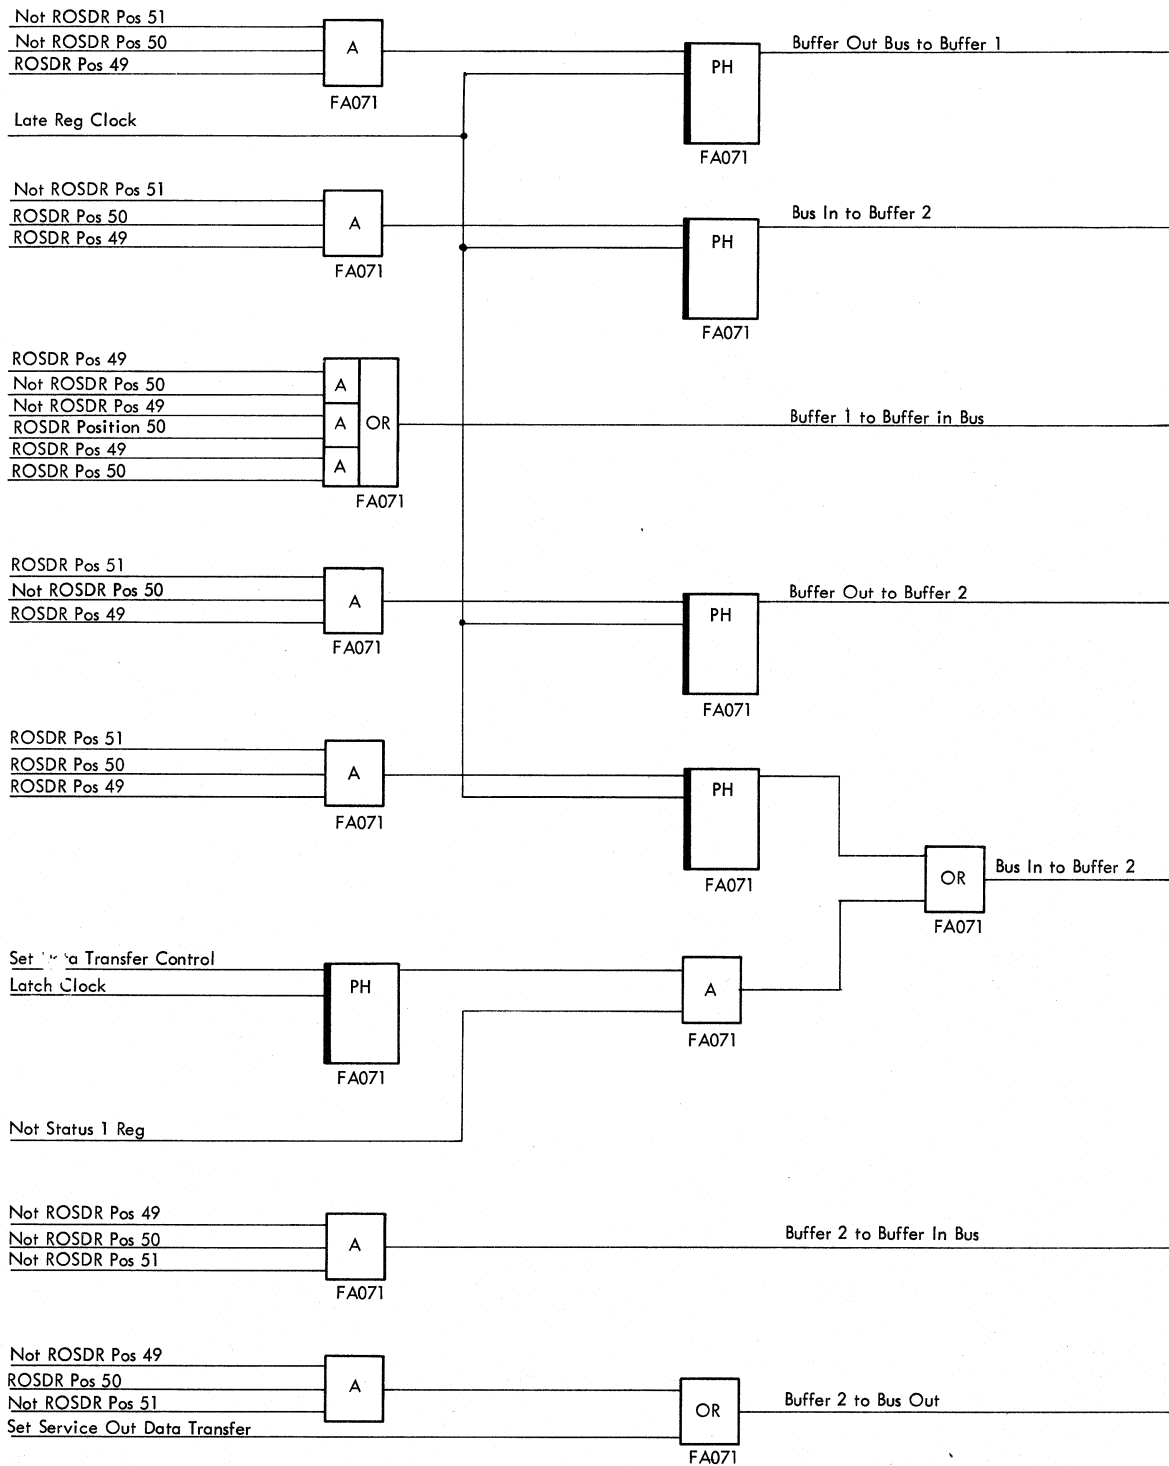 Not ROSDR Pos 51
Not ROSDR Pos 50
ROSDR Pos 49
A
FA071
PH
FA071
Buffer Out Bus to Buffer 1
Late Reg Clock
Not ROSDR Pos 51
ROSDR Pos 50
ROSDR Pos 49
A
FA071
PH
FA071
Bus In to Buffer 2
ROSDR Pos 49
Not ROSDR Pos 50
Not ROSDR Pos 49
ROSDR Position 50
ROSDR Pos 49
ROSDR Pos 50
A
A
A
OR
FA071
Buffer 1 to Buffer in Bus
ROSDR Pos 51
Not ROSDR Pos 50
ROSDR Pos 49
A
FA071
PH
FA071
Buffer Out to Buffer 2
ROSDR Pos 51
ROSDR Pos 50
ROSDR Pos 49
A
FA071
PH
FA071
OR
FA071
Bus In to Buffer 2
Set Transfer Control
Latch Clock
PH
FA071
A
FA071
Not Status 1 Reg
Not ROSDR Pos 49
Not ROSDR Pos 50
Not ROSDR Pos 51
A
FA071
Buffer 2 to Buffer In Bus
Not ROSDR Pos 49
ROSDR Pos 50
Not ROSDR Pos 51
Set Service Out Data Transfer
A
OR
FA071
Buffer 2 to Bus Out